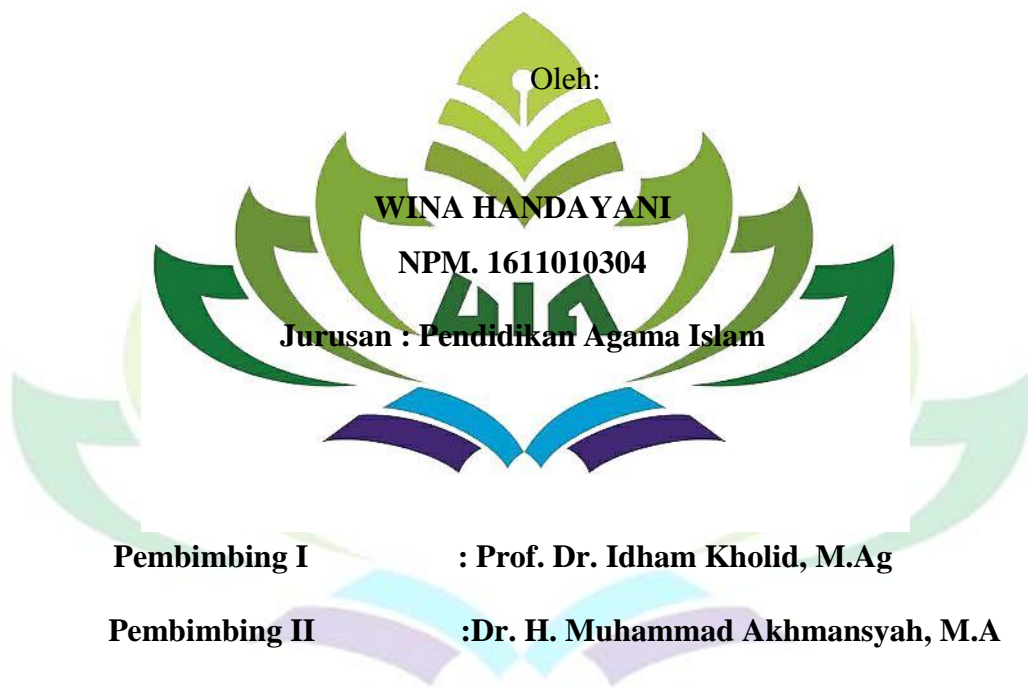 Oleh:
WINA HANDAYANI
NPM. 1611010304
UIN
Jurusan : Pendidikan Agama Islam
Pembimbing I : Prof. Dr. Idham Kholid, M.Ag
Pembimbing II :Dr. H. Muhammad Akhmansyah, M.A